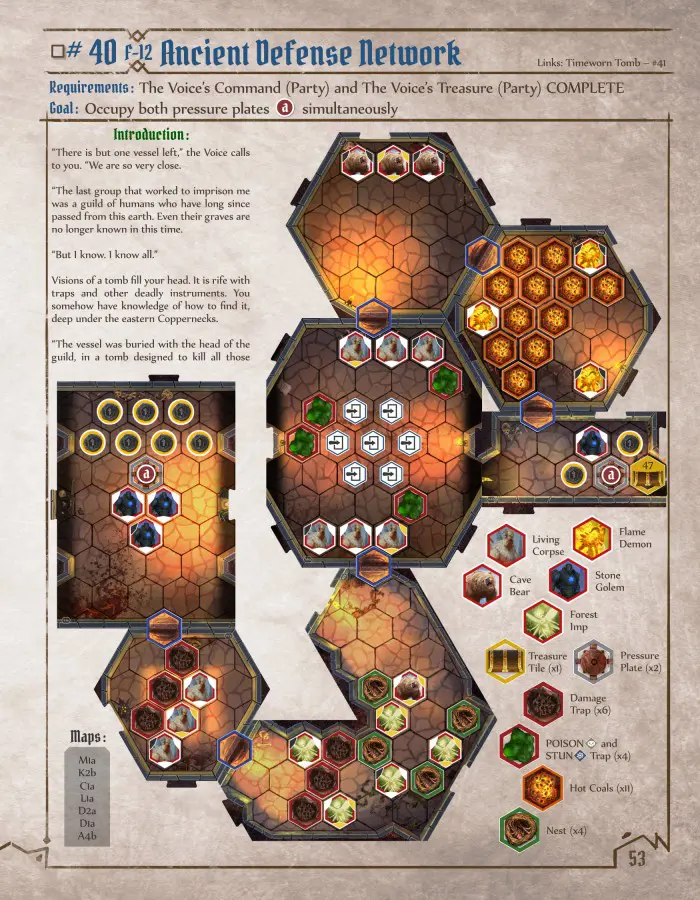 # 40 F-12 Ancient Defense Network
Links: Timeworn Tomb – #41
Requirements: The Voice's Command (Party) and The Voice's Treasure (Party) COMPLETE
Goal: Occupy both pressure plates a simultaneously
Introduction:
"There is but one vessel left," the Voice calls
to you. "We are so very close.
"The last group that worked to imprison me
was a guild of humans who have long since
passed from this earth. Even their graves are
no longer known in this time.
"But I know. I know all."
Visions of a tomb fill your head. It is rife with
traps and other deadly instruments. You
somehow have knowledge of how to find it,
deep under the eastern Coppernecks.
"The vessel was buried with the head of the
guild, in a tomb designed to kill all those
a
47
a
Living
Corpse
Flame
Demon
Cave
Bear
Stone
Golem
Forest
Imp
Treasure
Tile (x1)
Pressure
Plate (x2)
Damage
Trap (x6)
POISON and
STUN Trap (x4)
Hot Coals (x11)
Nest (x4)
Maps:
M1a
K2b
C1a
L1a
D2a
D1a
A4b
53